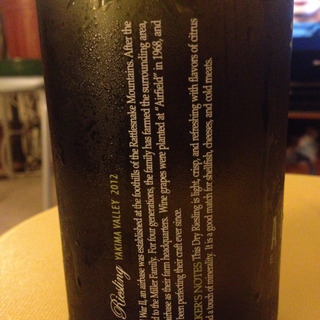 Riesling
YAKIMA VALLEY 2012
War II, an airbase was established at the foothills of the Rattlesnake Mountains. After the
d to the Miller Family. For four generations, the family has farmed the surrounding area,
airbase as their farm headquarters. Wine grapes were planted at "Airfield" in 1968, and
been perfecting their craft ever since.
KER'S NOTES This Dry Riesling is light, crisp, and refreshing with flavors of citrus
nd a touch of minerality. It is a good match for shellfish, cheeses, and cold meats.